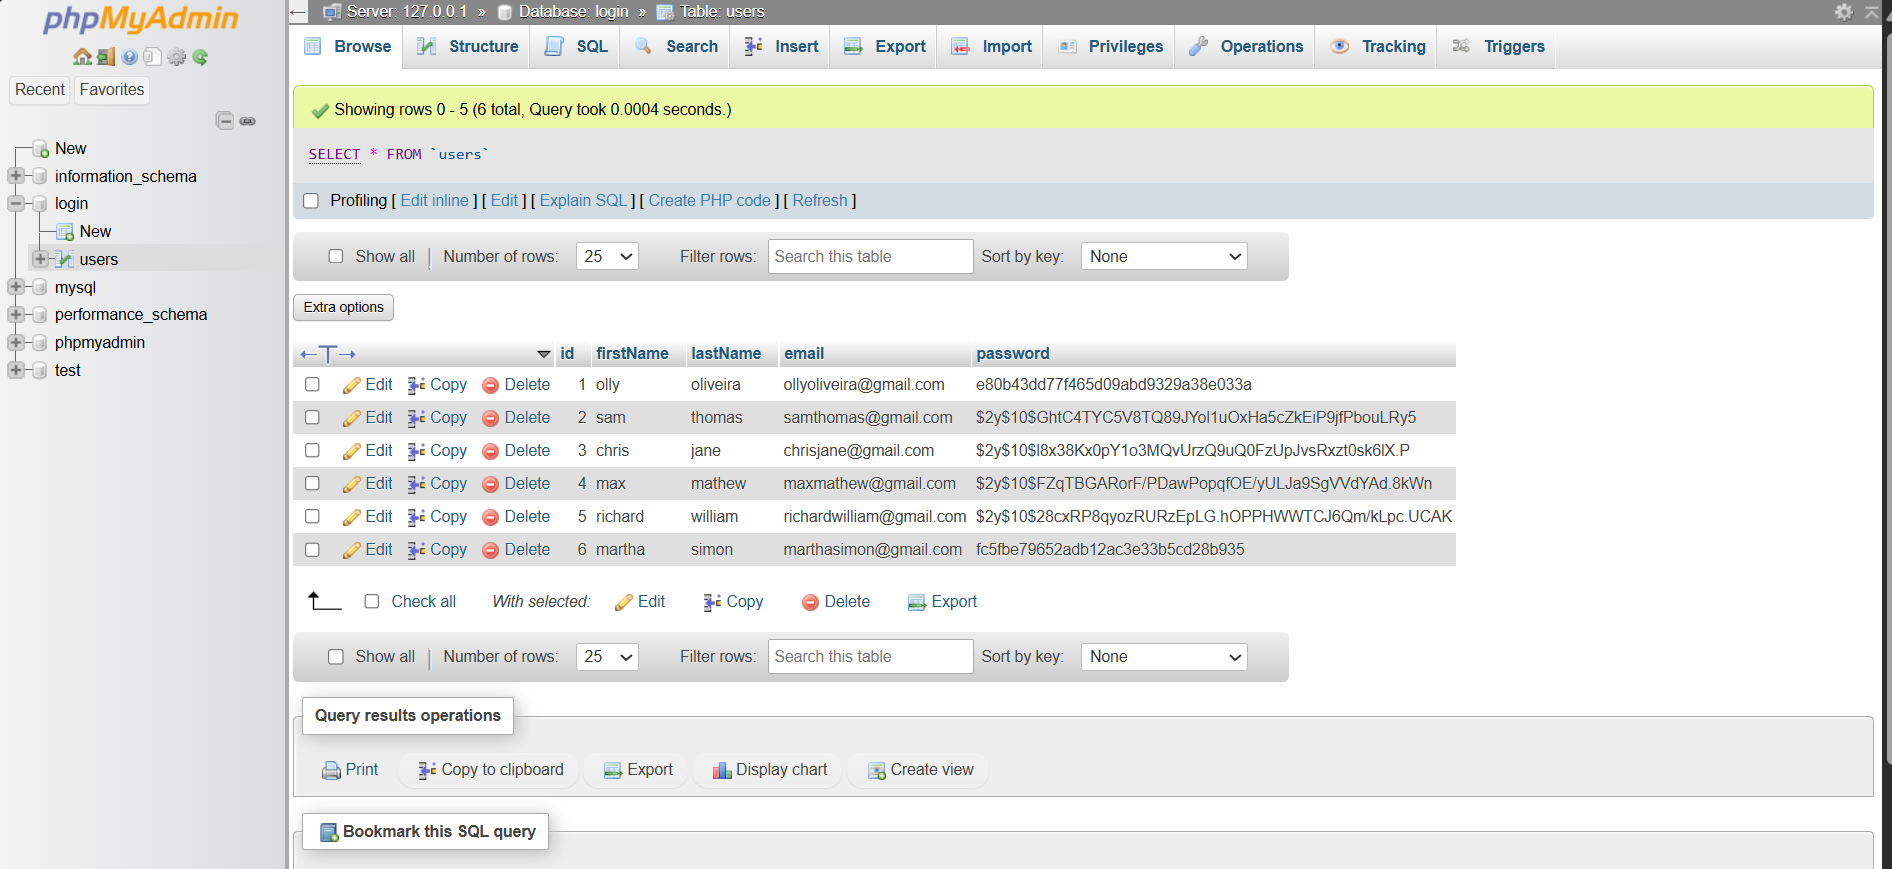 phpMyAdmin
Recent Favorites
New
information_schema
login
New
users
mysql
performance_schema
phpmyadmin
test
Server: 127.0.0.1 » Database: login » Table: users
Browse Structure SQL Search Insert Export Import Privileges Operations Tracking Triggers
Showing rows 0 - 5 (6 total, Query took 0.0004 seconds.)
SELECT * FROM `users`
Profiling [ Edit inline ] [ Edit ] [ Explain SQL ] [ Create PHP code ] [ Refresh ]
Show all | Number of rows: 25 Filter rows: Search this table Sort by key: None
Extra options
id firstName lastName email password
Edit Copy Delete 1 olly oliveira ollyoliveira@gmail.com e80b43dd77f465d09abd9329a38e033a
Edit Copy Delete 2 sam thomas samthomas@gmail.com $2y$10$GhtC4TYC5V8TQ89JYol1uOxHa5cZkEiP9jfPbouLRy5
Edit Copy Delete 3 chris jane chrisjane@gmail.com $2y$10$l8x38Kx0pY1o3MQvUrzQ9uQ0FzUpJvsRxzt0sk6lX.P
Edit Copy Delete 4 max mathew maxmathew@gmail.com $2y$10$FZqTBGARorF/PDawPopqfOE/yULJa9SgVVdYAd.8kWn
Edit Copy Delete 5 richard william richardwilliam@gmail.com $2y$10$28cxRP8qyozRURzEpLG.hOPPHWWTCJ6Qm/kLpc.UCAK
Edit Copy Delete 6 martha simon marthasimon@gmail.com fc5fbe79652adb12ac3e33b5cd28b935
Check all With selected: Edit Copy Delete Export
Show all | Number of rows: 25 Filter rows: Search this table Sort by key: None
Query results operations
Print Copy to clipboard Export Display chart Create view
Bookmark this SQL query